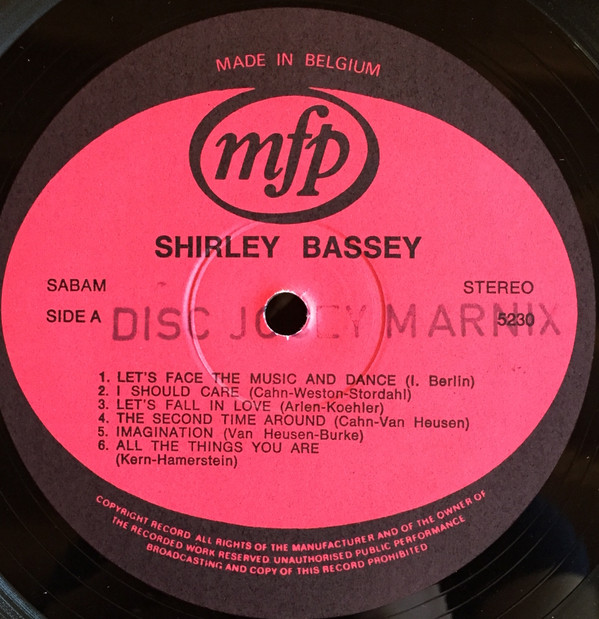 MADE IN BELGIUM
mfp
SHIRLEY BASSEY
SABAM STEREO
SIDE A 5230
DISC JOCKEY MARNIX
1. LET'S FACE THE MUSIC AND DANCE (I. Berlin)
2. I SHOULD CARE (Cahn-Weston-Stordahl)
3. LET'S FALL IN LOVE (Arlen-Koehler)
4. THE SECOND TIME AROUND (Cahn-Van Heusen)
5. IMAGINATION (Van Heusen-Burke)
6. ALL THE THINGS YOU ARE
(Kern-Hamerstein)
COPYRIGHT RECORD ALL RIGHTS OF THE MANUFACTURER AND OF THE OWNER OF
THE RECORDED WORK RESERVED UNAUTHORISED PUBLIC PERFORMANCE
BROADCASTING AND COPY OF THIS RECORD PROHIBITED